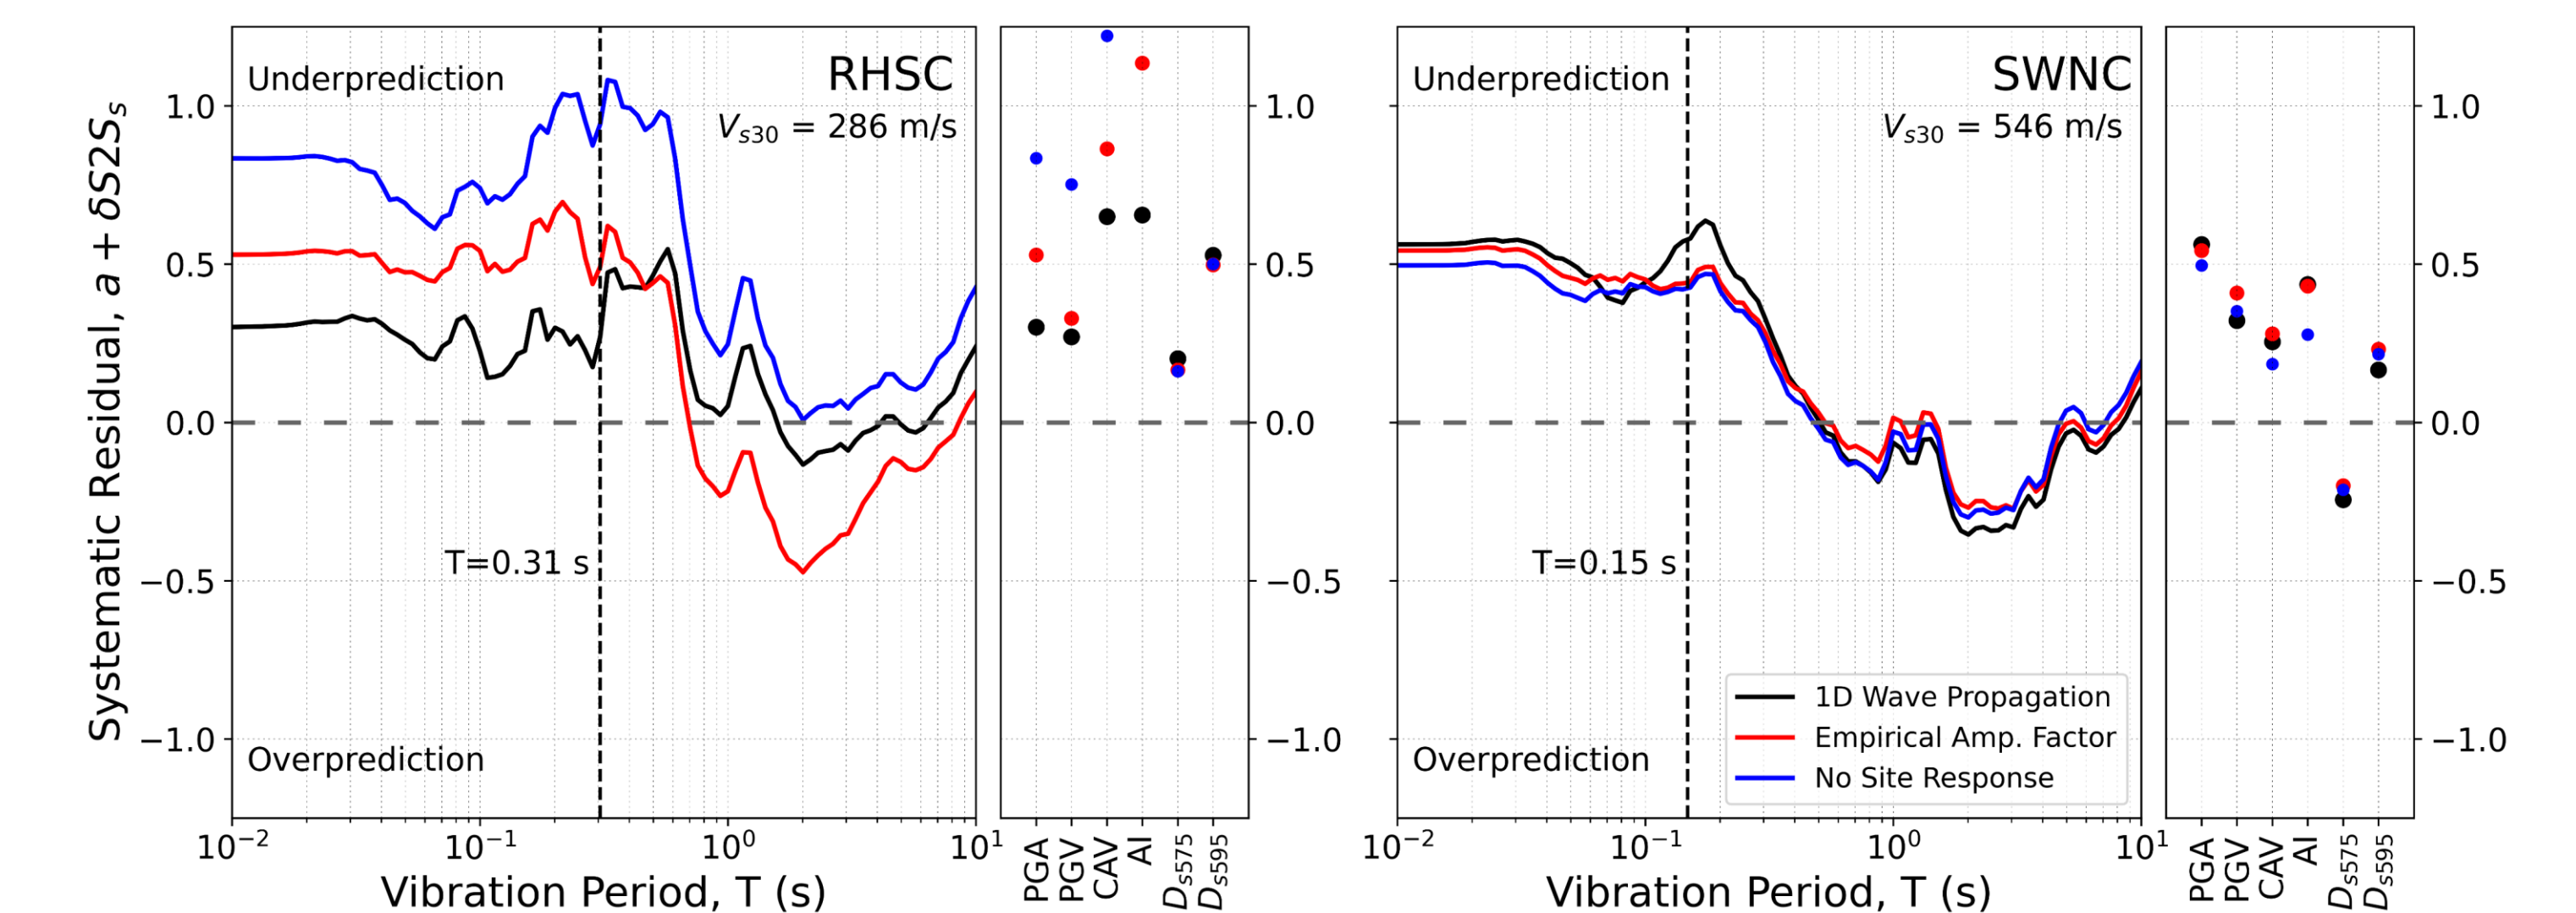 Systematic Residual, a + δS2Sₛ
1.0
0.5
0.0
−0.5
−1.0
Underprediction
RHSC
Vₛ₃₀ = 286 m/s
T=0.31 s
Overprediction
10⁻²
10⁻¹
10⁰
10¹
Vibration Period, T (s)
1.0
0.5
0.0
−0.5
−1.0
PGA
PGV
CAV
AI
Dₛ₅₇₅
Dₛ₅₉₅
Underprediction
SWNC
Vₛ₃₀ = 546 m/s
T=0.15 s
1D Wave Propagation
Empirical Amp. Factor
No Site Response
Overprediction
10⁻²
10⁻¹
10⁰
10¹
Vibration Period, T (s)
1.0
0.5
0.0
−0.5
−1.0
PGA
PGV
CAV
AI
Dₛ₅₇₅
Dₛ₅₉₅